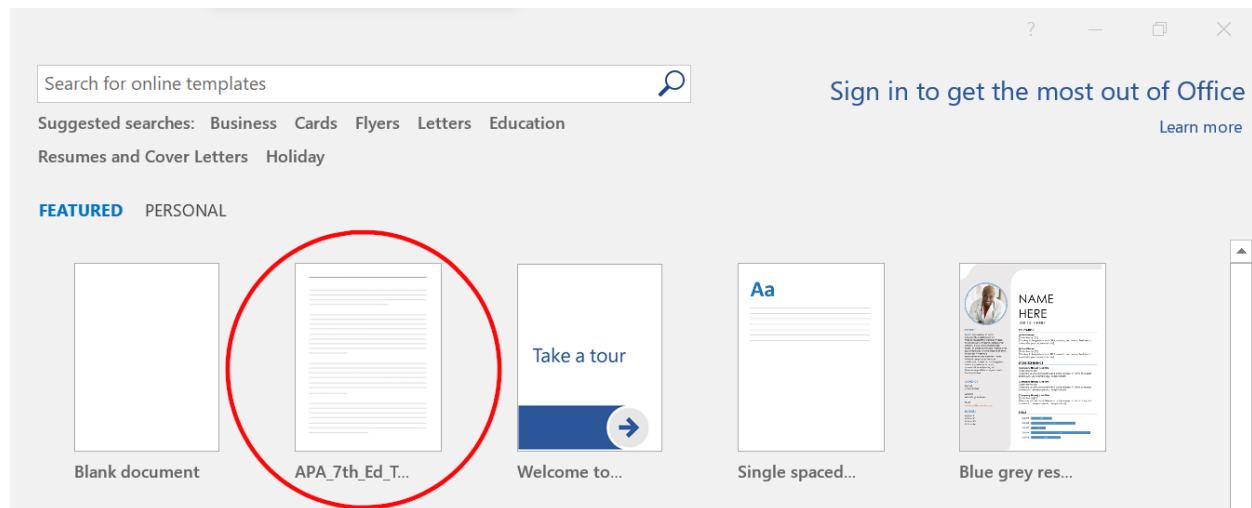 ?
Search for online templates
Sign in to get the most out of Office
Suggested searches: Business Cards Flyers Letters Education
Learn more
Resumes and Cover Letters Holiday
FEATURED PERSONAL
Aa
NAME
HERE
Take a tour
Blank document
APA_7th_Ed_T...
Welcome to...
Single spaced...
Blue grey res...